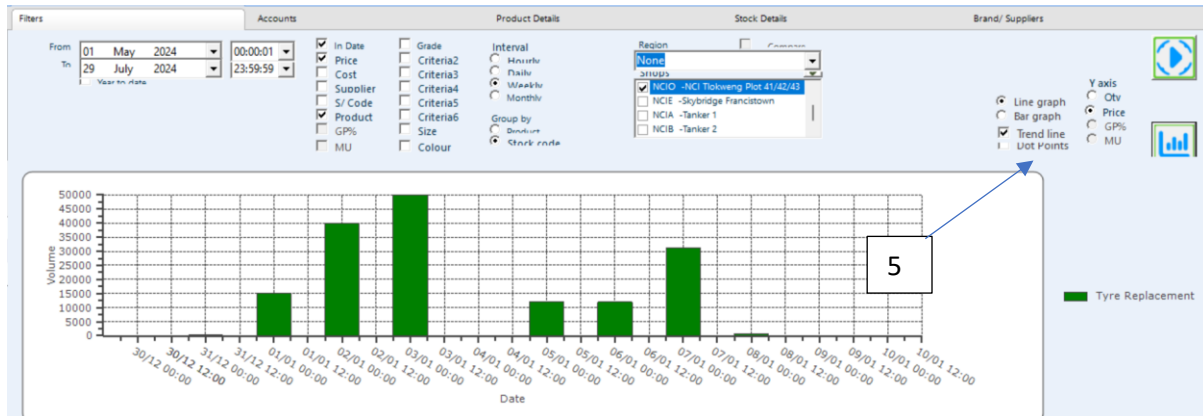 Filters Accounts Product Details Stock Details Brand/ Suppliers
From 01 May 2024 00:00:01
To 29 July 2024 23:59:59
Year to date
In Date
Price
Cost
Supplier
S/ Code
Product
GP%
MU
Grade
Criteria2
Criteria3
Criteria4
Criteria5
Criteria6
Size
Colour
Interval
Hourly
Daily
Weekly
Monthly
Group by
Product
Stock code
Region
Compare
None
Shops
NCIO -NCI Tlokweng Plot 41/42/43
NCIE -Skybridge Francistown
NCIA -Tanker 1
NCIB -Tanker 2
Line graph
Bar graph
Trend line
Dot Points
Y axis
Qty
Price
GP%
MU
5
50000
45000
40000
35000
30000
25000
20000
15000
10000
5000
0
Volume
30/12 00:00
30/12 12:00
31/12 00:00
31/12 12:00
01/01 00:00
01/01 12:00
02/01 00:00
02/01 12:00
03/01 00:00
03/01 12:00
04/01 00:00
04/01 12:00
05/01 00:00
05/01 12:00
06/01 00:00
06/01 12:00
07/01 00:00
07/01 12:00
08/01 00:00
08/01 12:00
09/01 00:00
09/01 12:00
10/01 00:00
10/01 12:00
Date
Tyre Replacement